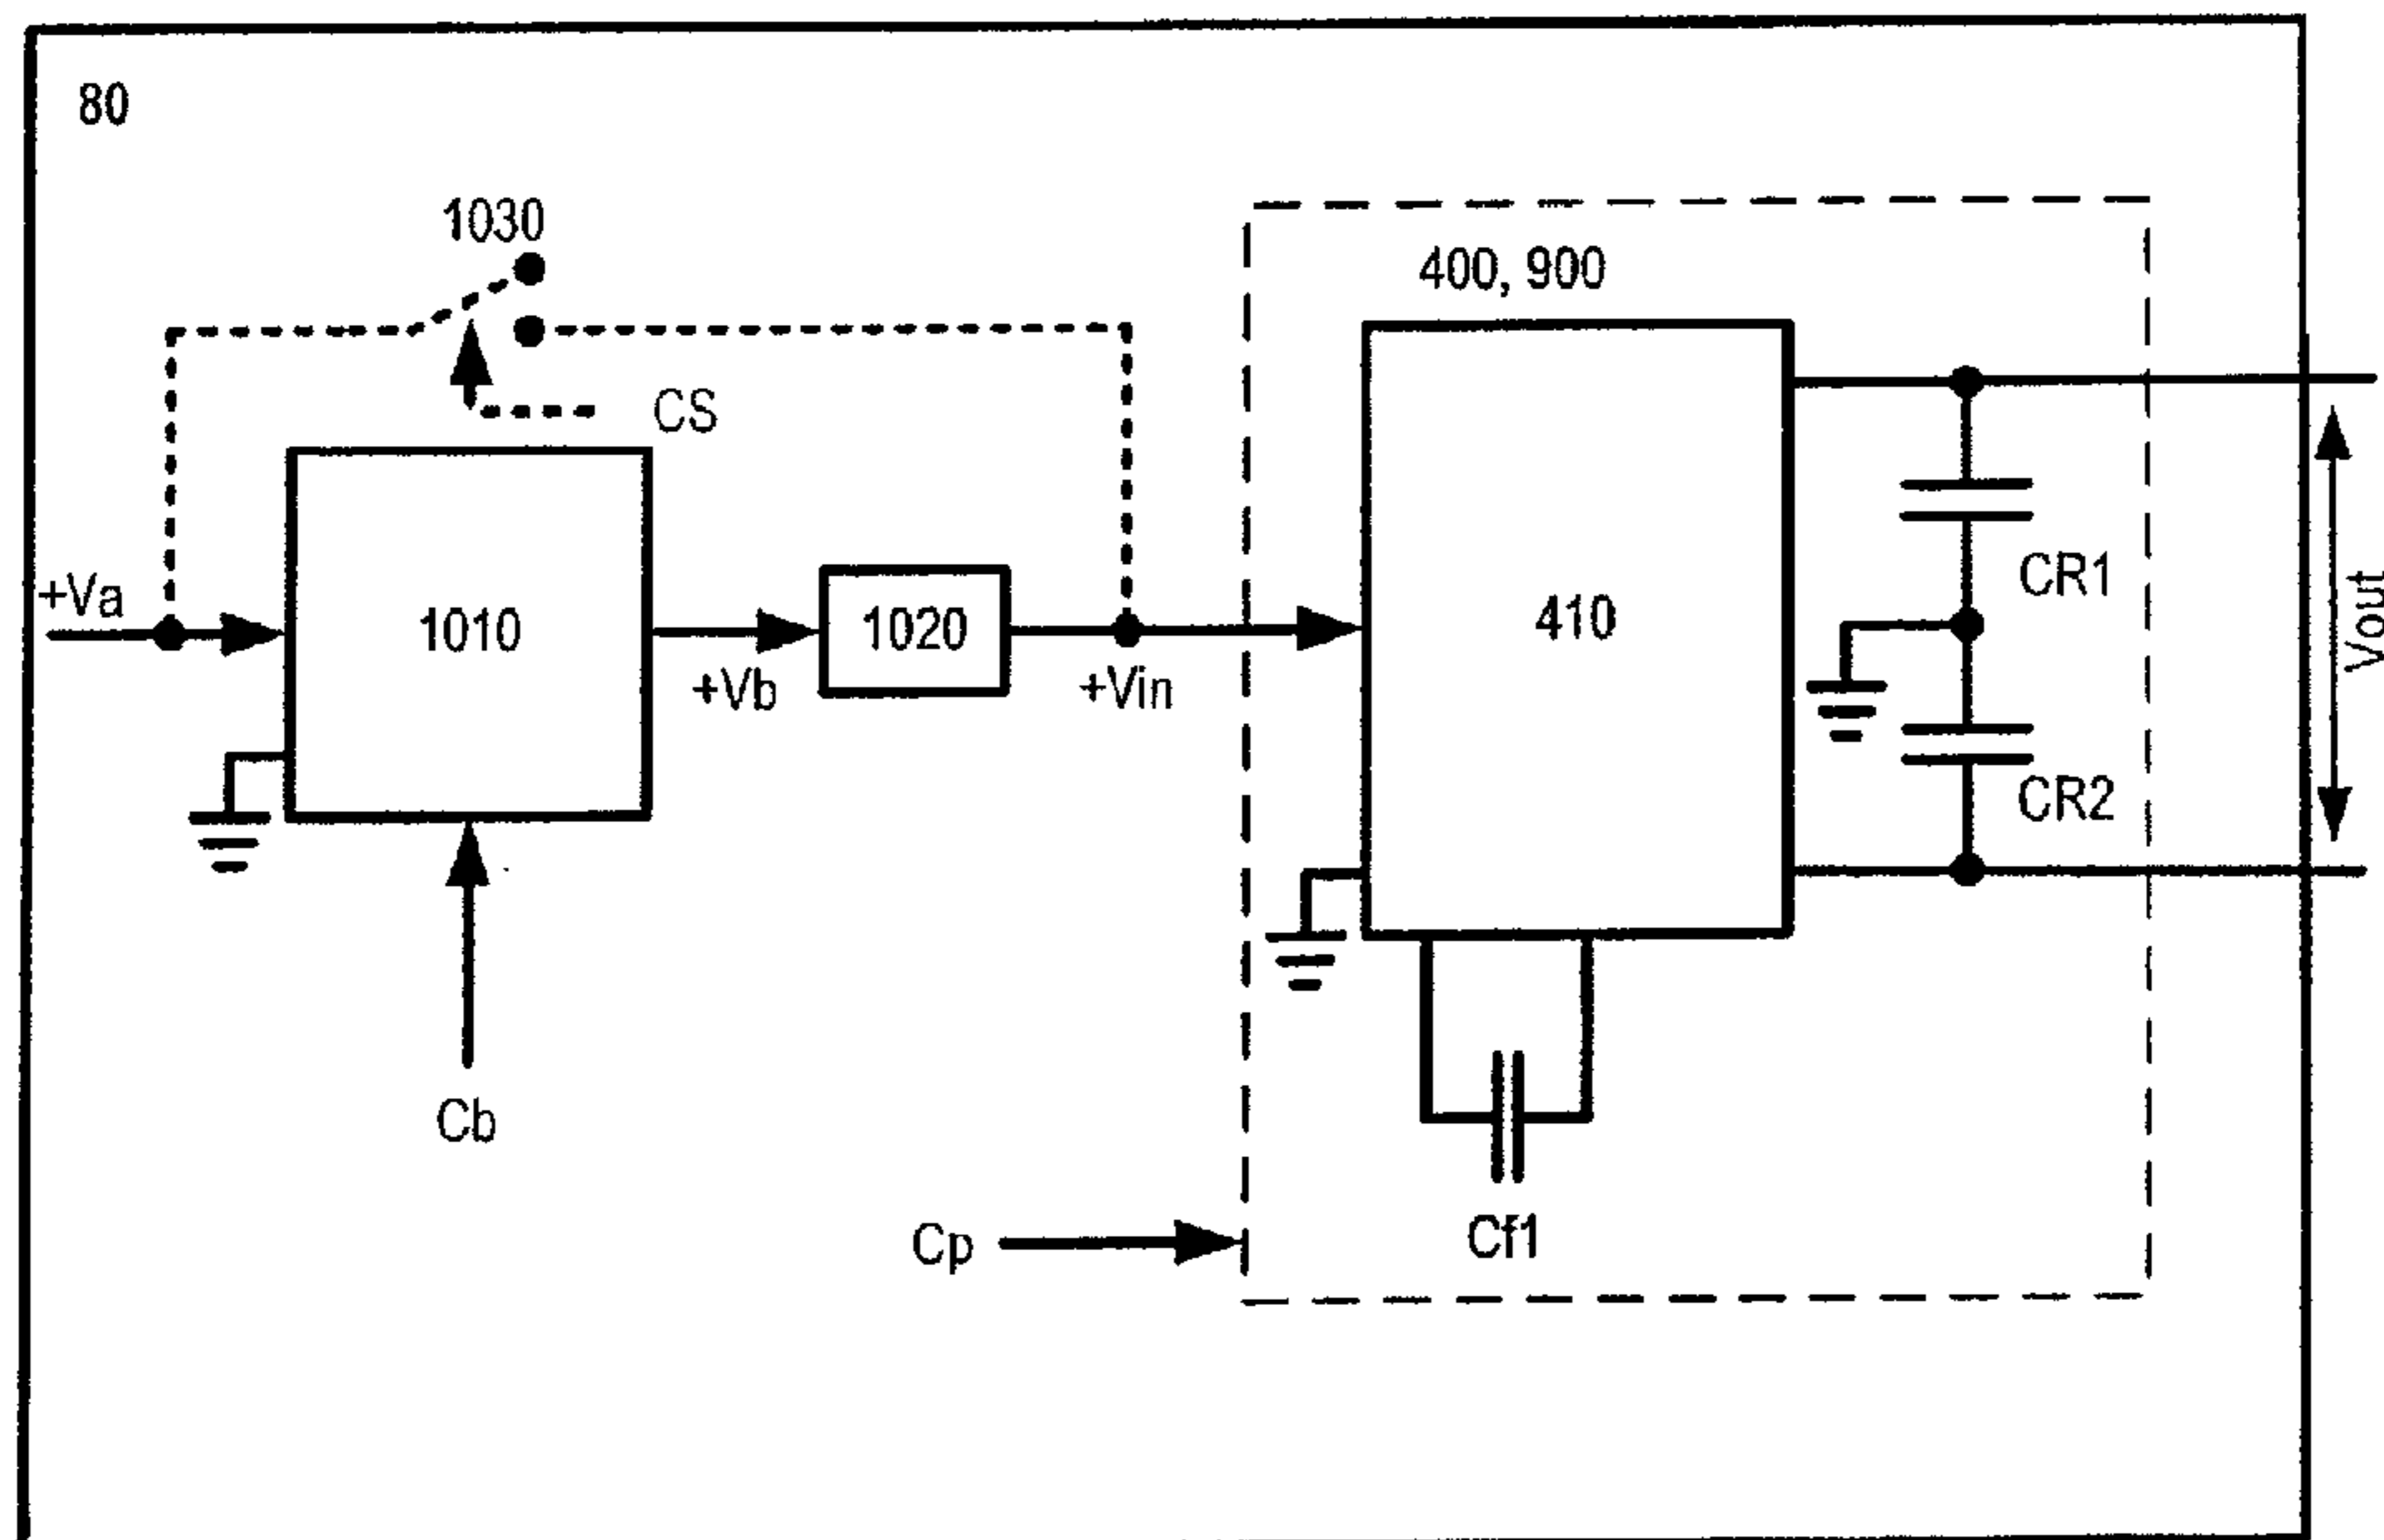 80
1030
400, 900
CS
+Va
1010
+Vb
1020
+Vin
410
CR1
CR2
Vout
Cb
Cp
Cf1